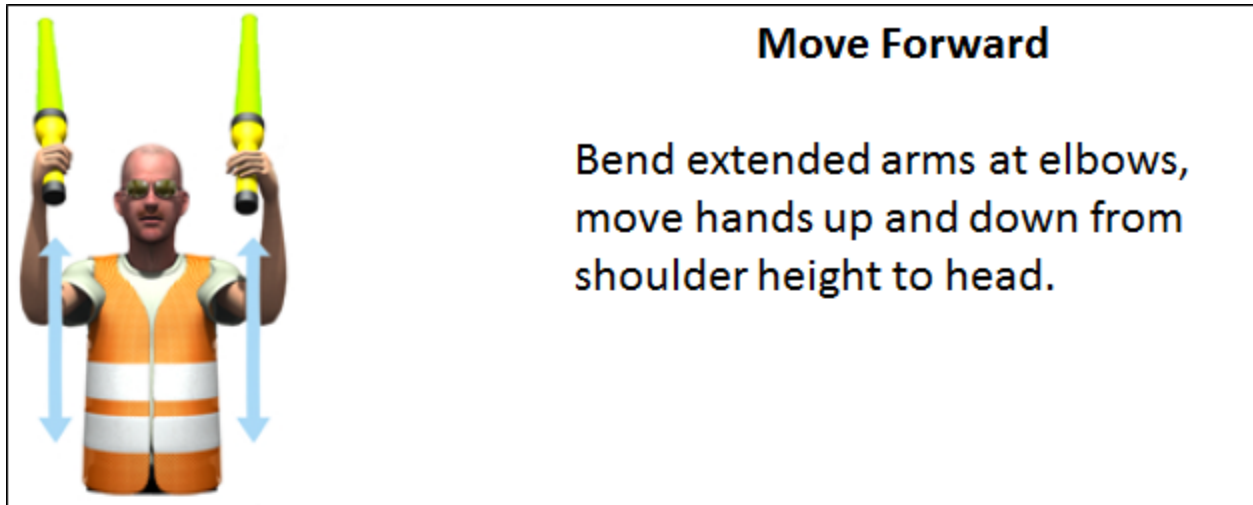 Move Forward
Bend extended arms at elbows,
move hands up and down from
shoulder height to head.